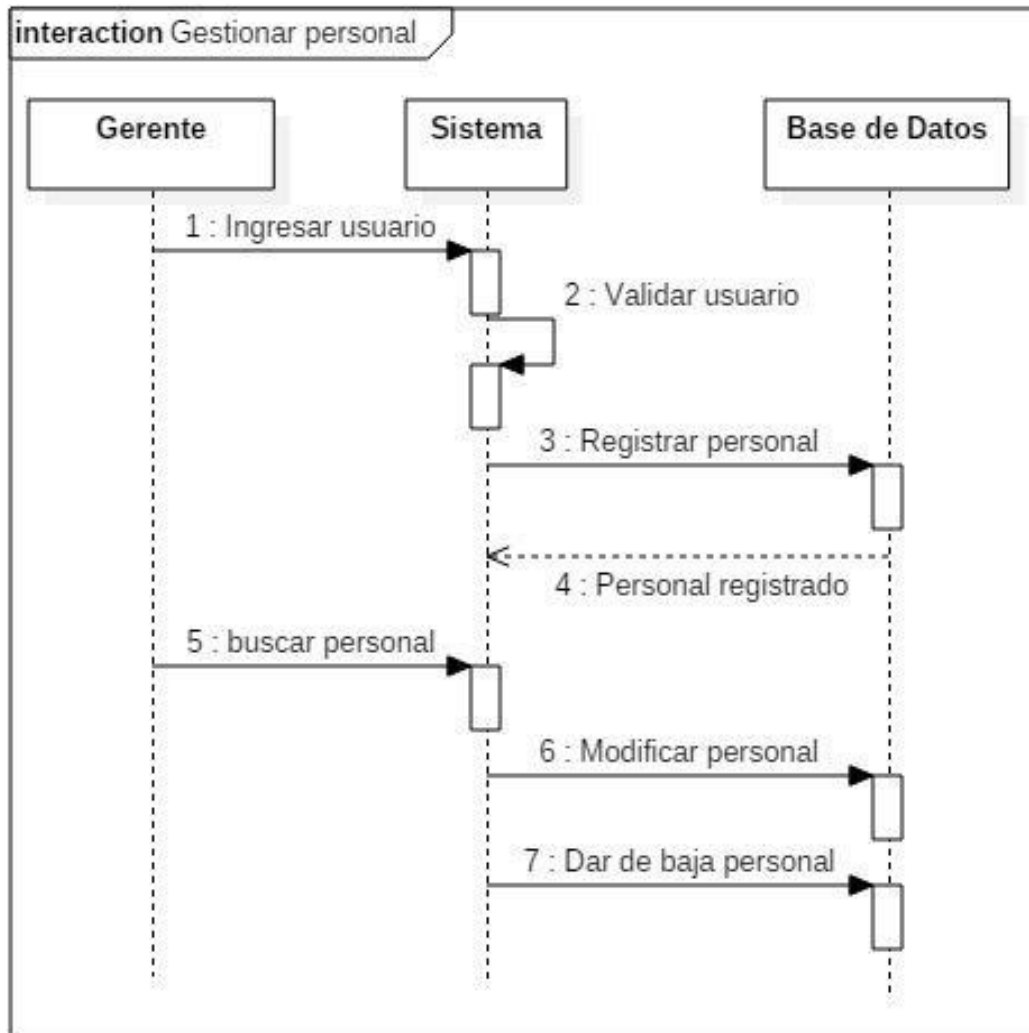 interaction Gestionar personal
Gerente
Sistema
Base de Datos
1 : Ingresar usuario
2 : Validar usuario
3 : Registrar personal
4 : Personal registrado
5 : buscar personal
6 : Modificar personal
7 : Dar de baja personal